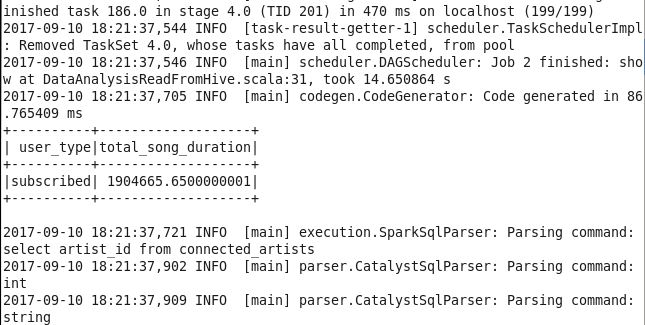 inished task 186.0 in stage 4.0 (TID 201) in 470 ms on localhost (199/199)
2017-09-10 18:21:37,544 INFO  [task-result-getter-1] scheduler.TaskSchedulerImpl
: Removed TaskSet 4.0, whose tasks have all completed, from pool
2017-09-10 18:21:37,546 INFO  [main] scheduler.DAGScheduler: Job 2 finished: sho
w at DataAnalysisReadFromHive.scala:31, took 14.650864 s
2017-09-10 18:21:37,705 INFO  [main] codegen.CodeGenerator: Code generated in 86
.765409 ms
+----------+-------------------+
| user_type|total_song_duration|
+----------+-------------------+
|subscribed| 1904665.6500000001|
+----------+-------------------+
2017-09-10 18:21:37,721 INFO  [main] execution.SparkSqlParser: Parsing command:
select artist_id from connected_artists
2017-09-10 18:21:37,902 INFO  [main] parser.CatalystSqlParser: Parsing command:
int
2017-09-10 18:21:37,909 INFO  [main] parser.CatalystSqlParser: Parsing command:
string